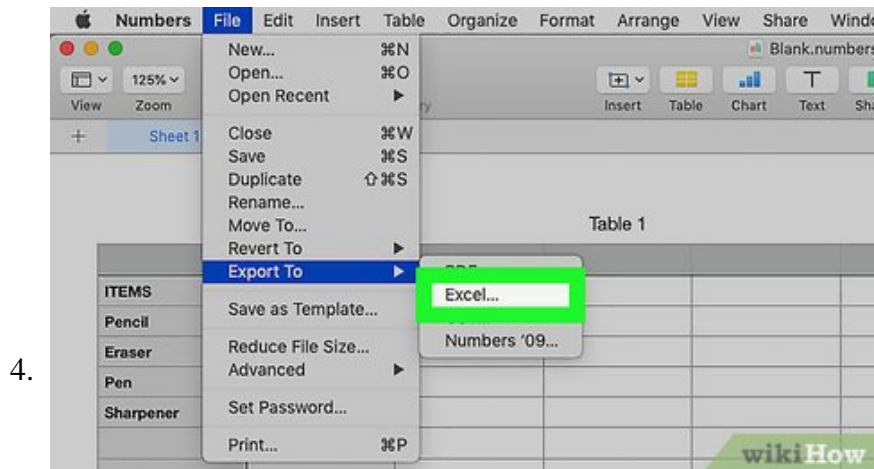 Numbers File Edit Insert Table Organize Format Arrange View Share
Blank.numbers
125%
View Zoom Insert Table Chart Text
Sheet 1
New... ⌘N
Open... ⌘O
Open Recent ▶
Close ⌘W
Save ⌘S
Duplicate ⇧⌘S
Rename...
Move To...
Revert To ▶
Export To ▶
Save as Template...
Reduce File Size...
Advanced ▶
Set Password...
Print... ⌘P
Excel...
Numbers '09...
Table 1
ITEMS
Pencil
Eraser
Pen
Sharpener
4.
wikiHow